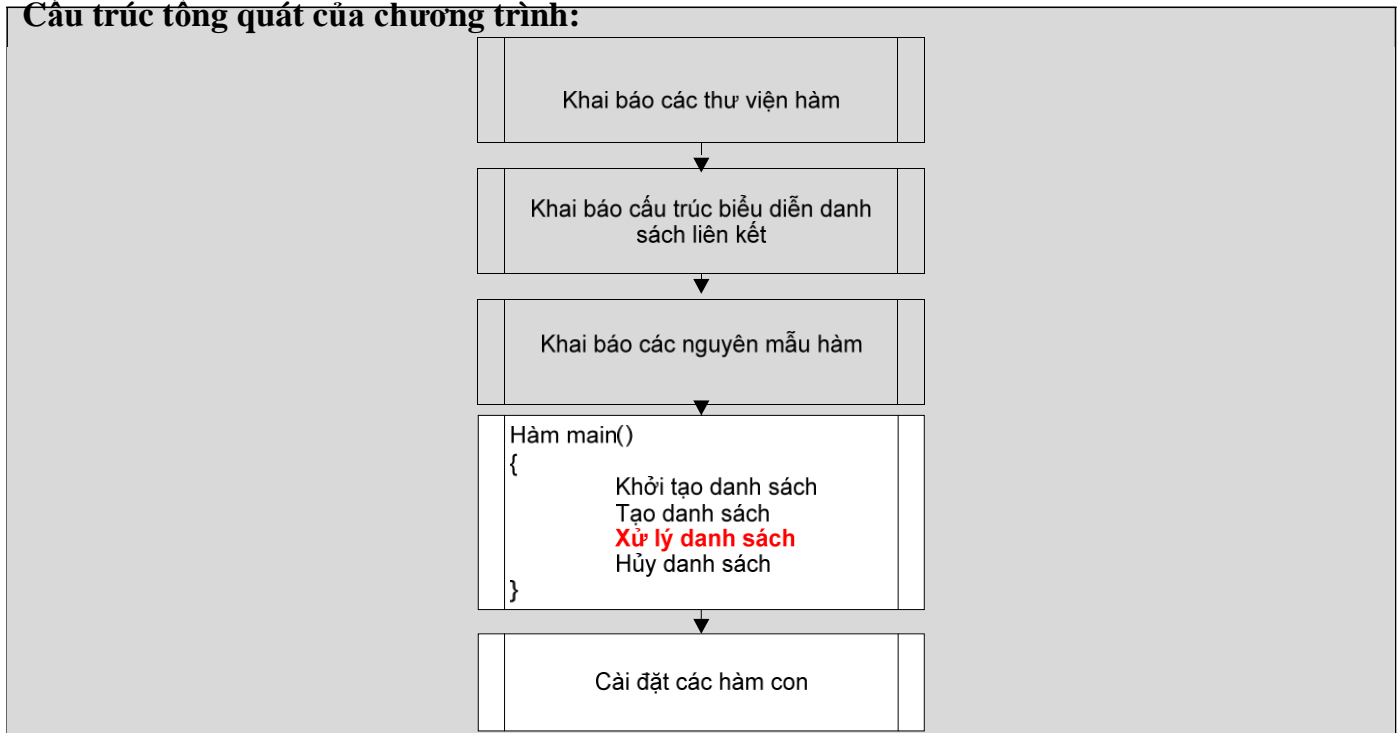 Cấu trúc tổng quát của chương trình:
Khai báo các thư viện hàm
Khai báo cấu trúc biểu diễn danh
sách liên kết
Khai báo các nguyên mẫu hàm
Hàm main()
{
Khởi tạo danh sách
Tạo danh sách
Xử lý danh sách
Hủy danh sách
}
Cài đặt các hàm con